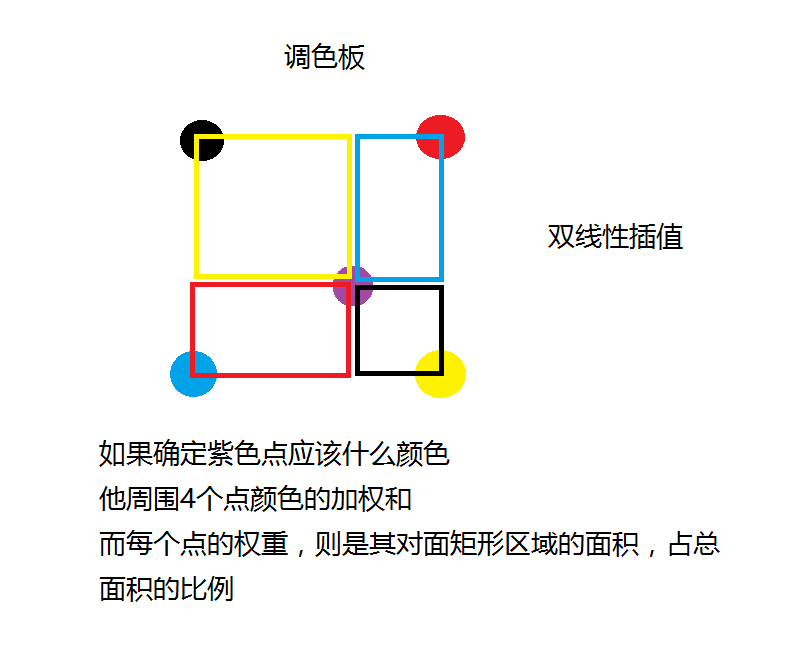 调色板
双线性插值
如果确定紫色点应该什么颜色
他周围4个点颜色的加权和
而每个点的权重，则是其对面矩形区域的面积，占总
面积的比例